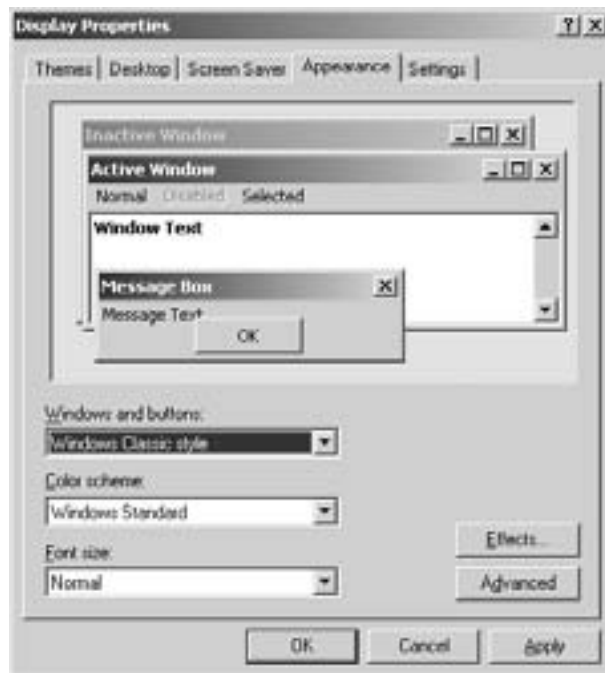 Display Properties
Themes Desktop Screen Saver Appearance Settings
Inactive Window
Active Window
Normal Disabled Selected
Window Text
Message Box
Message Text
OK
Windows and buttons:
Windows Classic style
Color scheme:
Windows Standard
Font size:
Effects...
Normal
Advanced
OK Cancel Apply